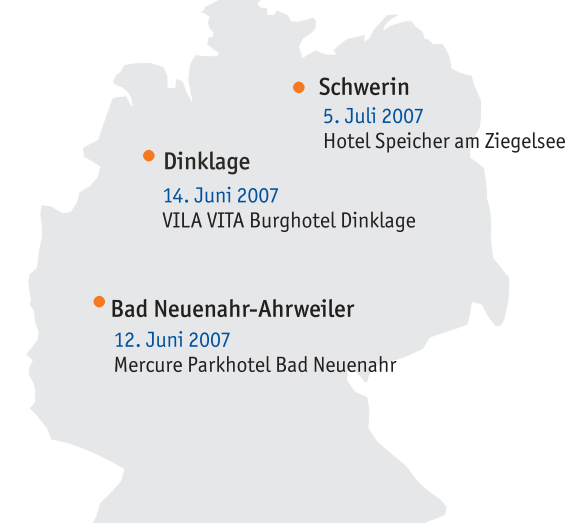 Schwerin
5. Juli 2007
Hotel Speicher am Ziegelsee
Dinklage
14. Juni 2007
VILA VITA Burghotel Dinklage
Bad Neuenahr-Ahrweiler
12. Juni 2007
Mercure Parkhotel Bad Neuenahr